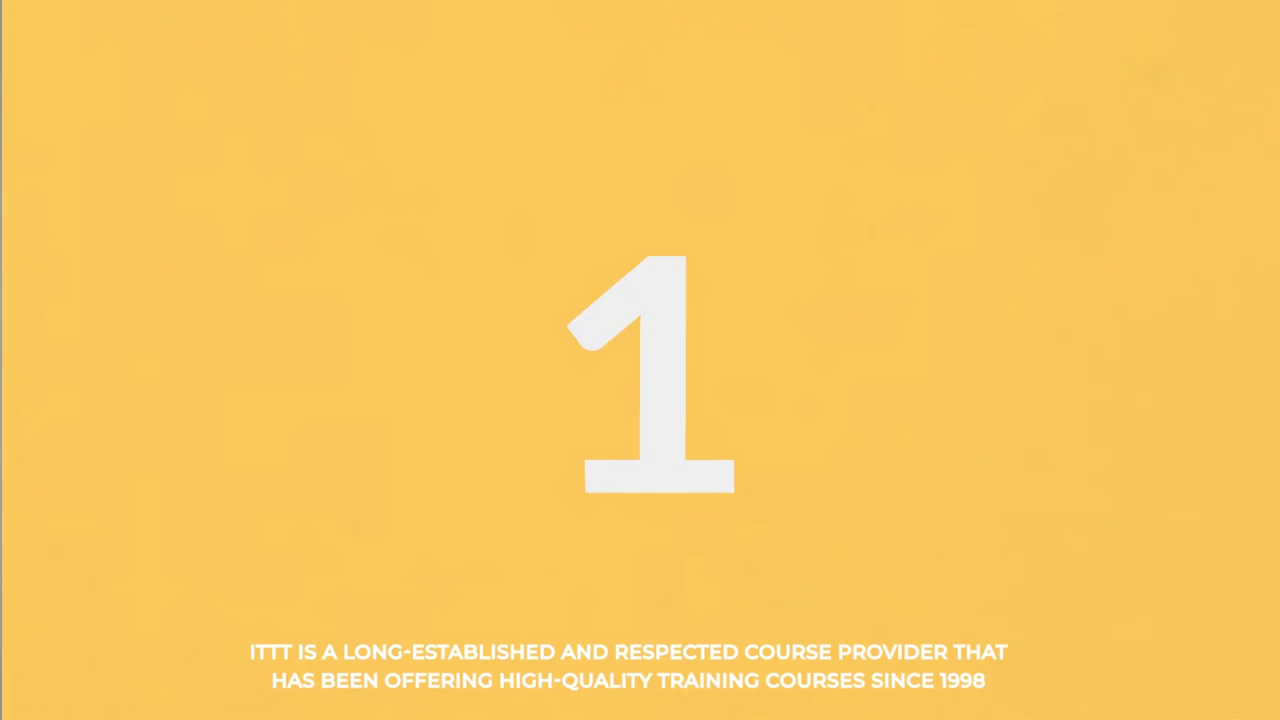 1
ITTT IS A LONG-ESTABLISHED AND RESPECTED COURSE PROVIDER THAT
HAS BEEN OFFERING HIGH-QUALITY TRAINING COURSES SINCE 1998